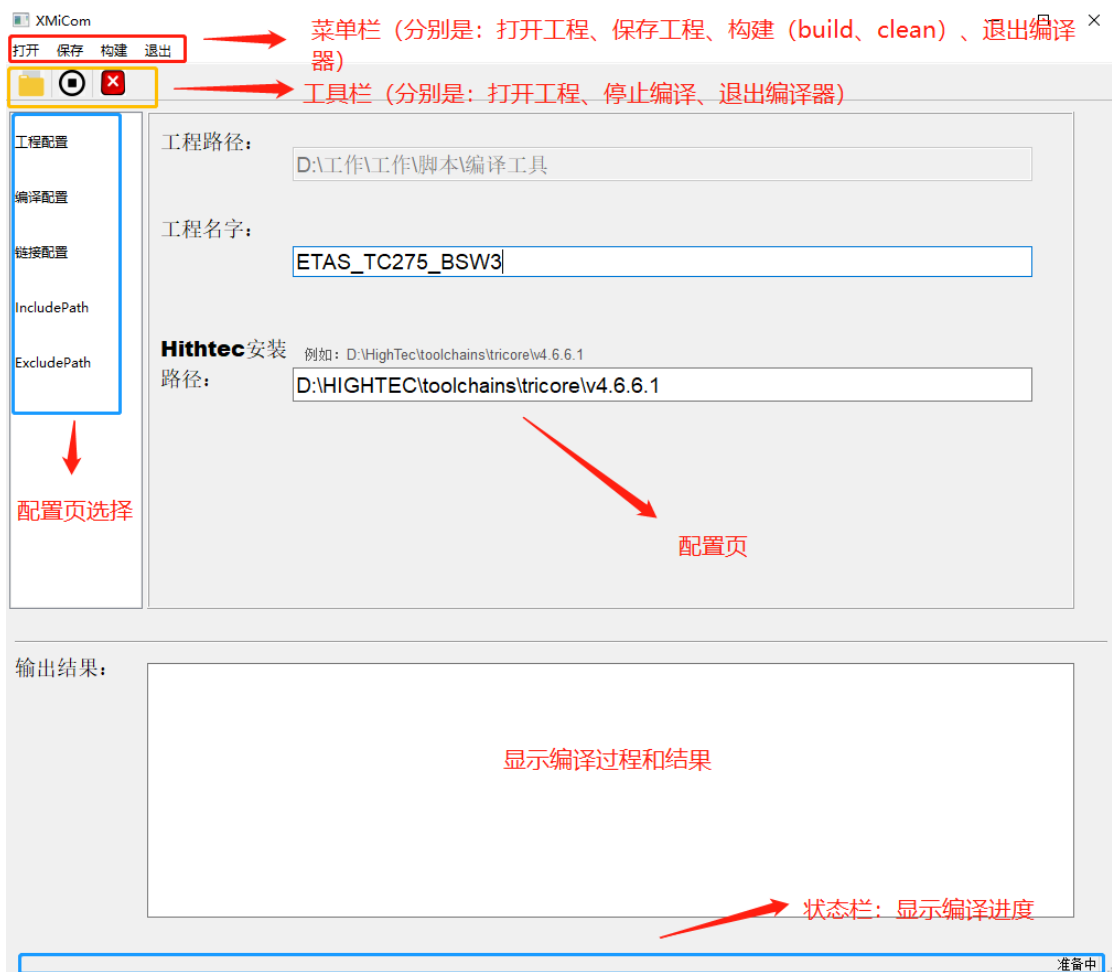 XMiCom
打开 保存 构建 退出
菜单栏（分别是：打开工程、保存工程、构建（build、clean）、退出编译
器）
工具栏（分别是：打开工程、停止编译、退出编译器）
工程配置
编译配置
链接配置
IncludePath
ExcludePath
配置页选择
工程路径：
D:\工作\工作\脚本\编译工具
工程名字：
ETAS_TC275_BSW3
Hithtec安装
路径：
例如：D:\HighTec\toolchains\tricore\v4.6.6.1
D:\HIGHTEC\toolchains\tricore\v4.6.6.1
配置页
输出结果：
显示编译过程和结果
状态栏：显示编译进度
准备中